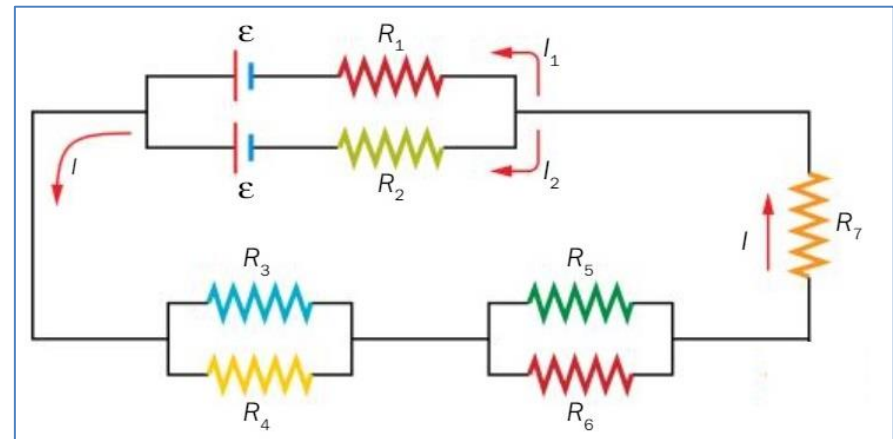 ε R₁ I₁
I ε R₂ I₂
I R₇
R₃ R₅
R₄ R₆